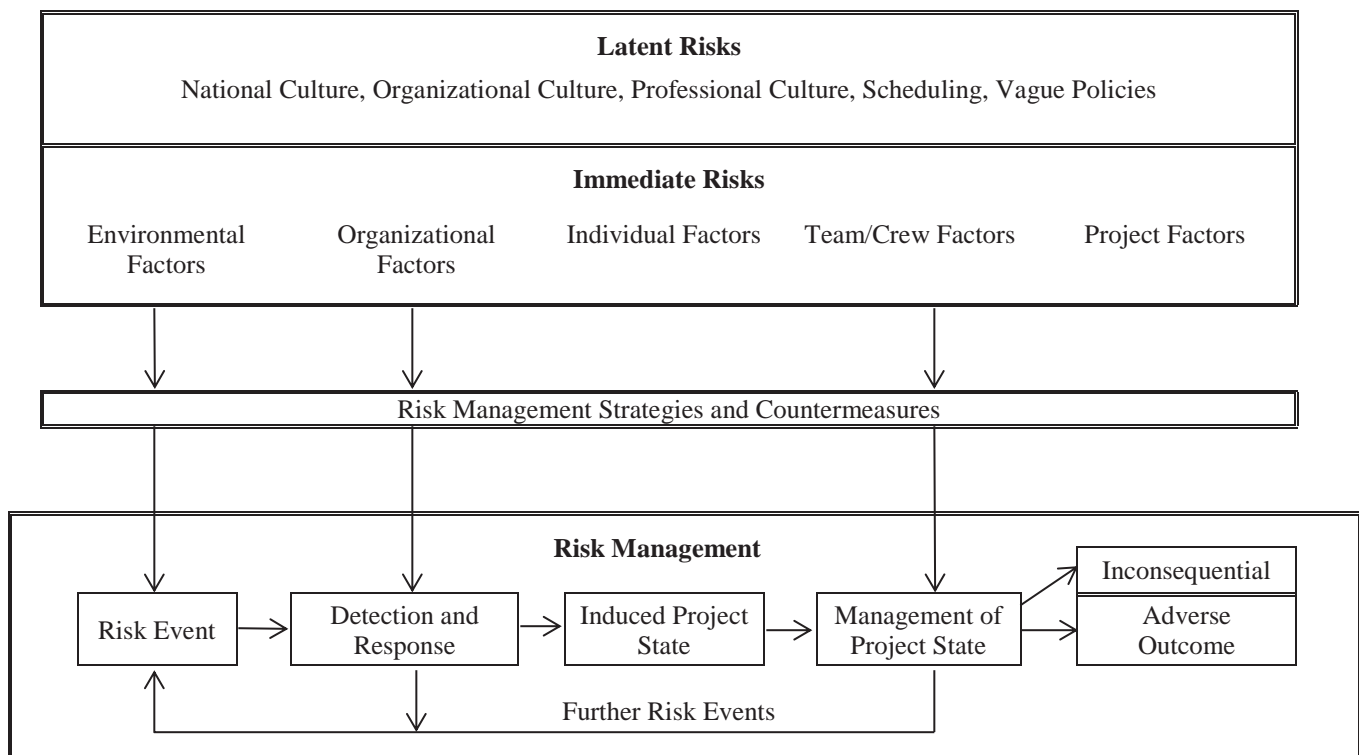 Latent Risks
National Culture, Organizational Culture, Professional Culture, Scheduling, Vague Policies
Immediate Risks
Environmental
Factors
Organizational
Factors
Individual Factors
Team/Crew Factors
Project Factors
Risk Management Strategies and Countermeasures
Risk Management
Risk Event
Detection and
Response
Induced Project
State
Management of
Project State
Inconsequential
Adverse
Outcome
Further Risk Events